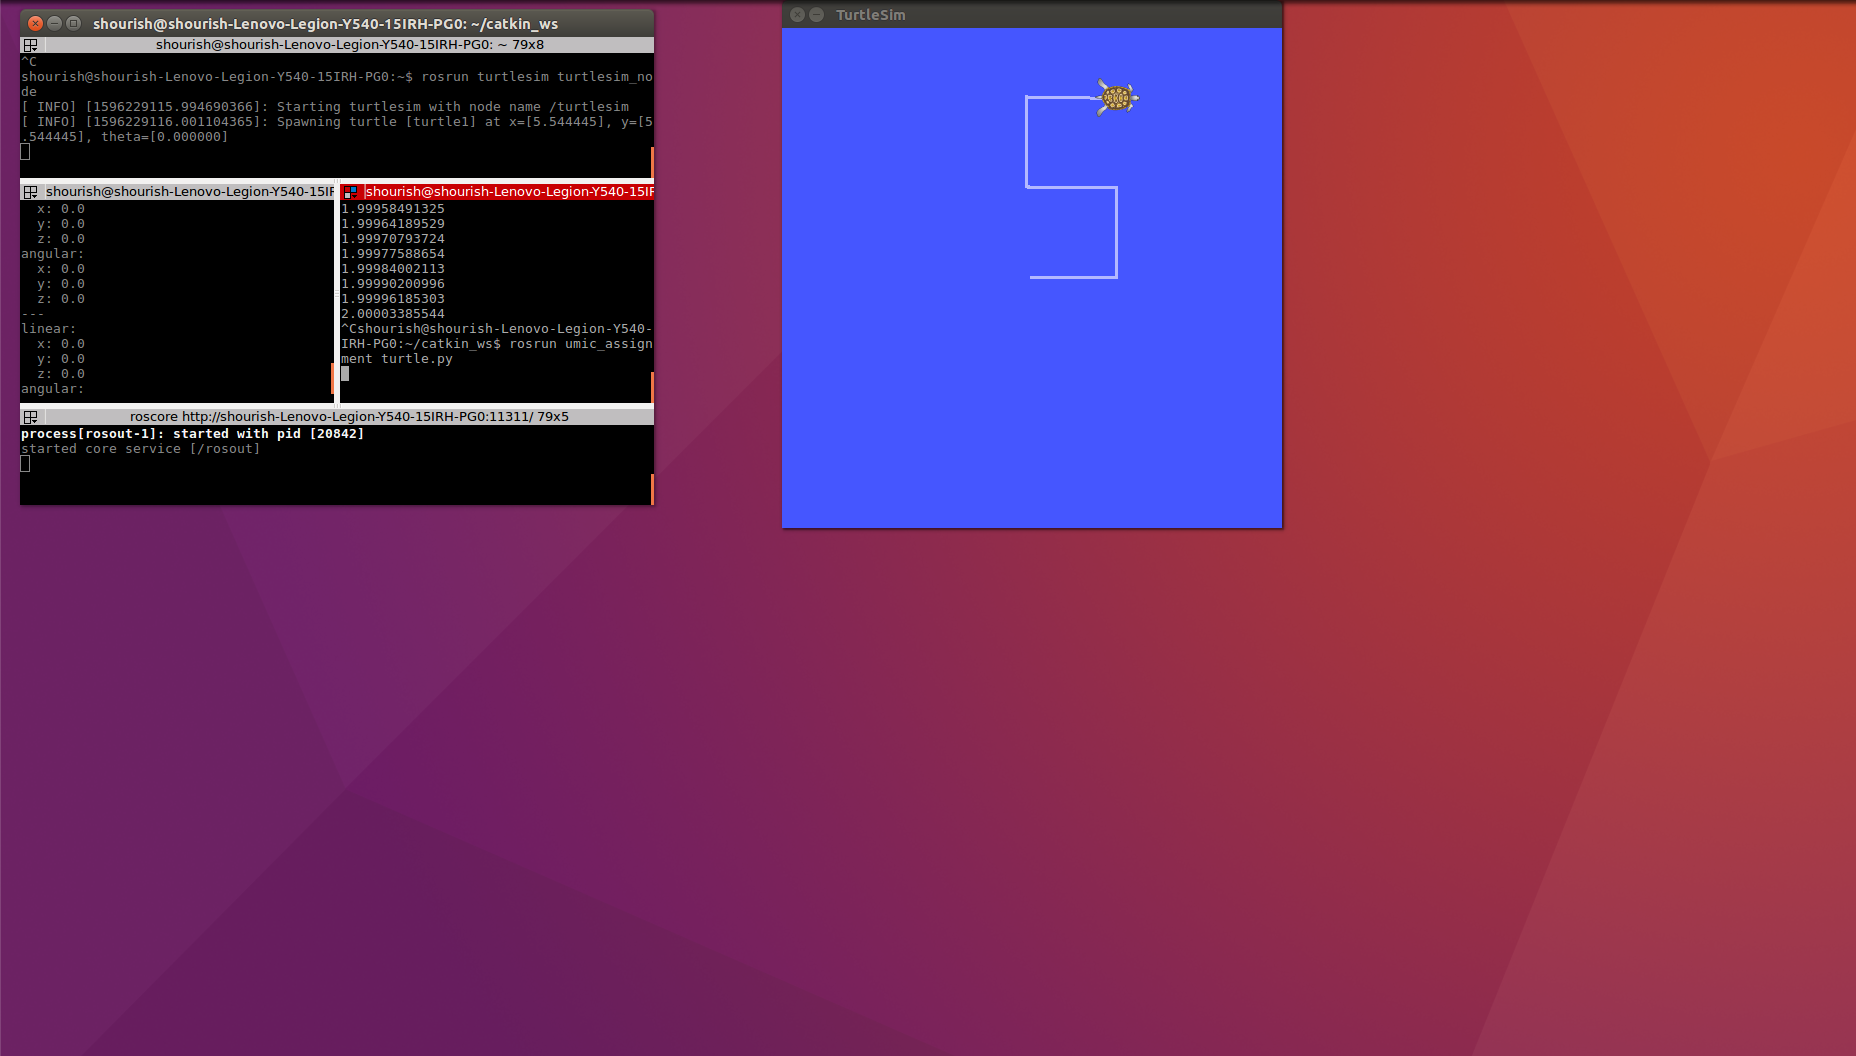 shourish@shourish-Lenovo-Legion-Y540-15IRH-PG0: ~/catkin_ws
shourish@shourish-Lenovo-Legion-Y540-15IRH-PG0: ~ 79x8
^C
shourish@shourish-Lenovo-Legion-Y540-15IRH-PG0:~$ rosrun turtlesim turtlesim_no
de
[ INFO] [1596229115.994690366]: Starting turtlesim with node name /turtlesim
[ INFO] [1596229116.001104365]: Spawning turtle [turtle1] at x=[5.544445], y=[5
.544445], theta=[0.000000]
shourish@shourish-Lenovo-Legion-Y540-15IR
x: 0.0
y: 0.0
z: 0.0
angular:
x: 0.0
y: 0.0
z: 0.0
---
linear:
x: 0.0
y: 0.0
z: 0.0
angular:
shourish@shourish-Lenovo-Legion-Y540-15IR
1.99958491325
1.99964189529
1.99970793724
1.99977588654
1.99984002113
1.99990200996
1.99996185303
2.00003385544
^Cshourish@shourish-Lenovo-Legion-Y540-
IRH-PG0:~/catkin_ws$ rosrun umic_assign
ment turtle.py
roscore http://shourish-Lenovo-Legion-Y540-15IRH-PG0:11311/ 79x5
process[rosout-1]: started with pid [20842]
started core service [/rosout]
TurtleSim